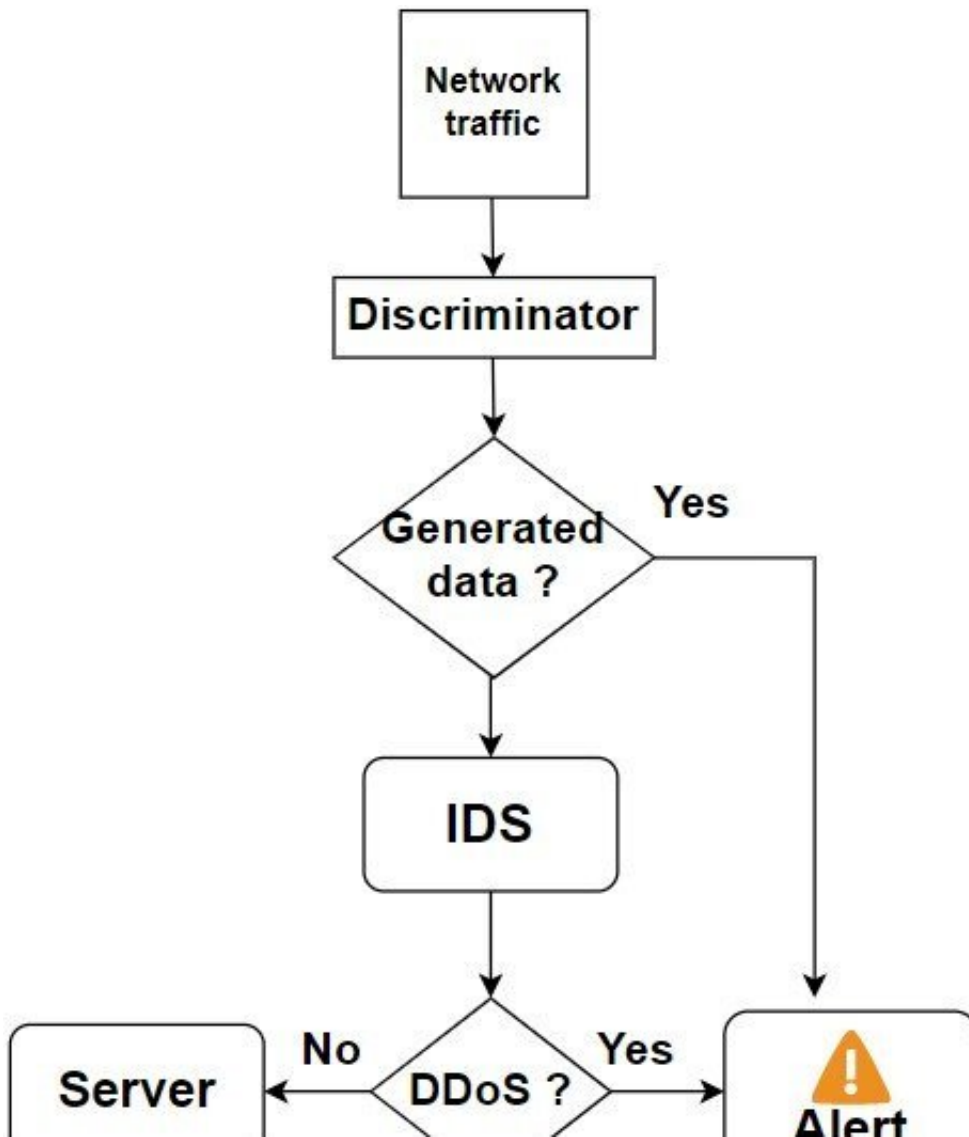 Network
traffic
Discriminator
Yes
Generated
data ?
IDS
No
Yes
Server
DDoS ?
Alert